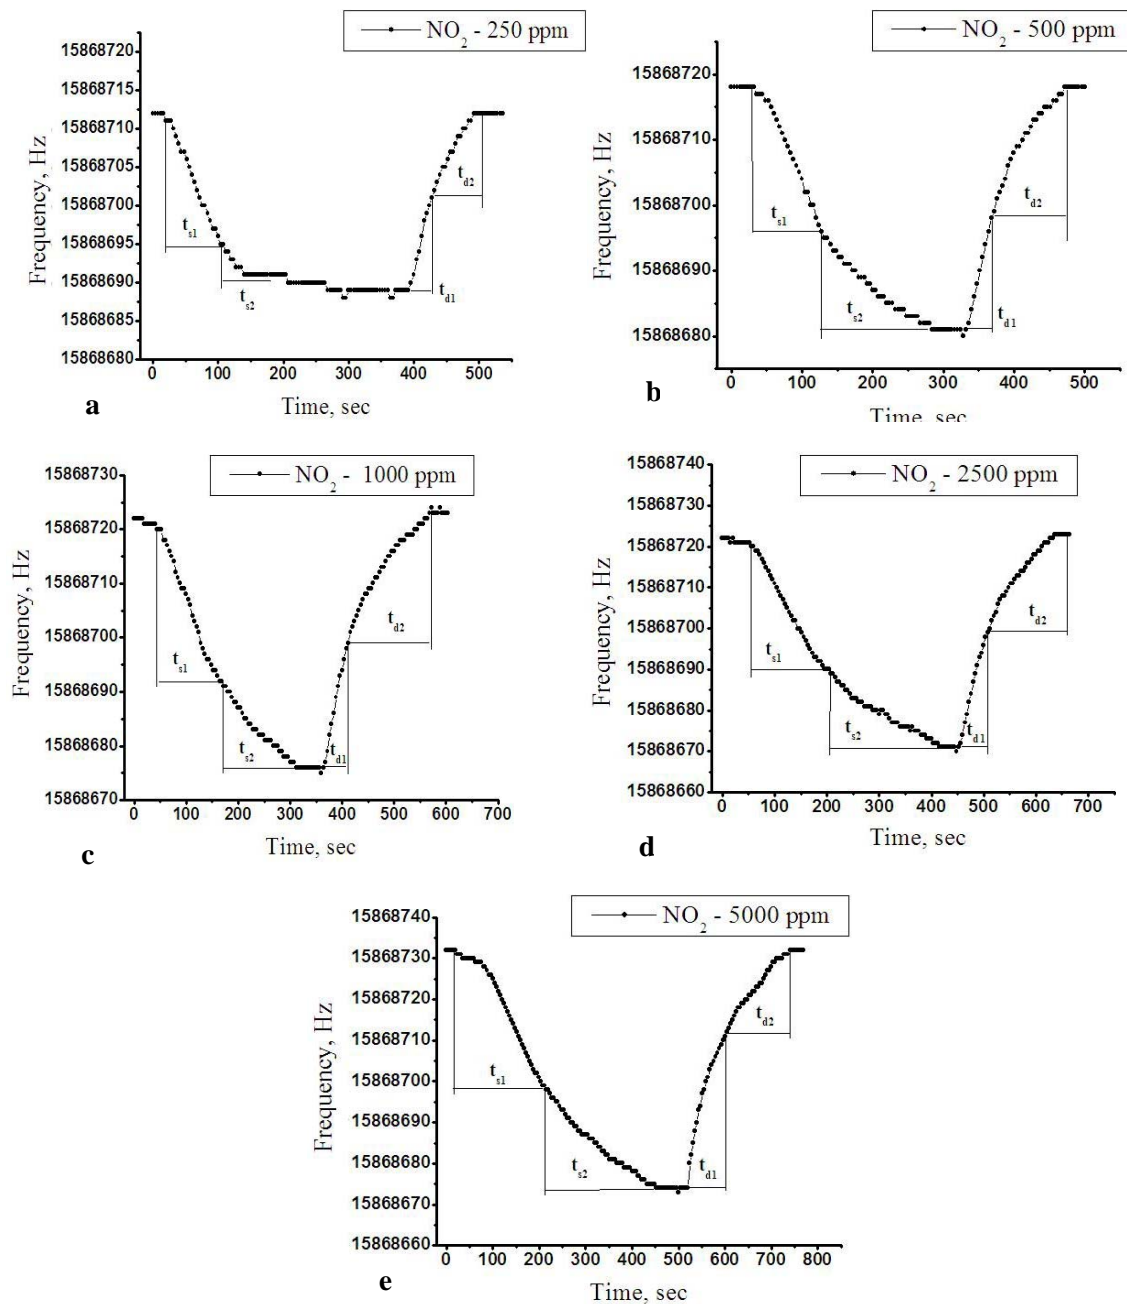 NO2 - 250 ppm
15868720
15868715
15868710
15868705
15868700
15868695
15868690
15868685
15868680
Frequency, Hz
ts1
ts2
td2
td1
0 100 200 300 400 500
Time, sec
a
NO2 - 500 ppm
15868720
15868710
15868700
15868690
15868680
Frequency, Hz
ts1
ts2
td2
td1
0 100 200 300 400 500
Time, sec
b
NO2 - 1000 ppm
15868730
15868720
15868710
15868700
15868690
15868680
15868670
Frequency, Hz
ts1
ts2
td2
td1
0 100 200 300 400 500 600 700
Time, sec
c
NO2 - 2500 ppm
15868740
15868730
15868720
15868710
15868700
15868690
15868680
15868670
15868660
Frequency, Hz
ts1
ts2
td2
td1
0 100 200 300 400 500 600 700
Time, sec
d
NO2 - 5000 ppm
15868740
15868730
15868720
15868710
15868700
15868690
15868680
15868670
15868660
Frequency, Hz
ts1
ts2
td2
td1
0 100 200 300 400 500 600 700 800
Time, sec
e